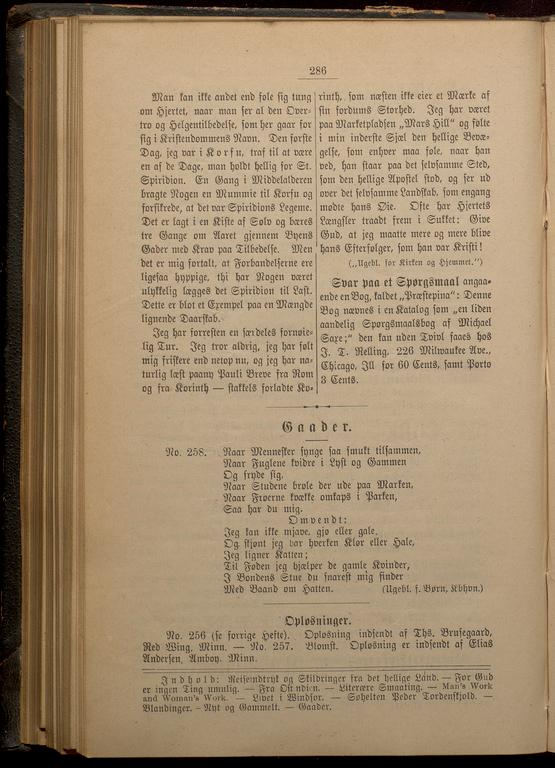 286
Man kan ikke andet end føle sig tung
om Hjertet, naar man ser al den Over-
tro og Helgentilbedelse, som her gaar for
sig i Kristendommens Navn. Den første
Dag, jeg var i Korfu, traf til at være
en af de Dage, man holdt hellig for St.
Spiridion. En Gang i Middelalderen
bragte Nogen en Mummie til Korfu og
forsikrede, at det var Spiridions Legeme.
Det er lagt i en Kiste af Sølv og bæres
tre Gange om Aaret gjennem Byens
Gader med Krav paa Tilbedelse. Men
det er mig fortalt, at Forbandelserne ere
ligesaa hyppige, thi har Nogen været
ulykkelig lægges det Spiridion til Last.
Dette er blot et Exempel paa en Mængde
lignende Daarskab.
Jeg har forresten en særdeles fornøie-
lig Tur. Jeg tror aldrig, jeg har følt
mig friskere end netop nu, og jeg har na-
turlig læst paany Pauli Breve fra Rom
og fra Korinth — stakkels forladte Ko-
rinth, som næsten ikke eier et Mærke af
sin fordums Storhed. Jeg har været
paa Marketpladsen „Mars Hill“ og følte
i min inderste Sjæl den hellige Bevæ-
gelse, som enhver maa føle, naar han
ved, han staar paa det selvsamme Sted,
som den hellige Apostel stod, og ser ud
over det selvsamme Landskab, som engang
mødte hans Øie. Ofte har Hjertets
Længsler traadt frem i Sukket: Give
Gud, at jeg maatte mere og mere blive
hans Efterfølger, som han var Kristi!
(„Ugebl. for Kirken og Hjemmet.“)
Svar paa et Spørgsmaal angaa-
ende en Bog, kaldet „Præstepina“: Denne
Bog nævnes i en Katalog som „en liden
aandelig Spørgsmaalsbog af Michael
Saxe;“ den kan uden Tvivl faaes hos
J. T. Relling. 226 Milwaukee Ave.,
Chicago, Ill for 60 Cents, samt Porto
3 Cents.
Gaader.
No. 258. Naar Mennesker synge saa smukt tilsammen,
Naar Fuglene kvidre i Lyst og Gammen
Og fryde sig.
Naar Studene brøle der ude paa Marken,
Naar Frøerne kvække omkaps i Parken,
Saa har du mig.
Omvendt:
Jeg kan ikke mjave, gjø eller gale,
Og skjønt jeg har hverken Klør eller Hale,
Jeg ligner Katten;
Til Føden jeg hjælper de gamle Kvinder,
I Bondens Stue du snarest mig finder
Med Baand om Hatten. (Ugebl. f. Børn, Kbhvn.)
Opløsninger.
No. 256 (se forrige Hefte). Opløsning indsendt af Ths. Brusegaard,
Red Wing, Minn. — No. 257. Blomst. Opløsning er indsendt af Elias
Andersen, Amboy. Minn.
Indhold: Reiseindtryk og Skildringer fra det hellige Land. — For Gud
er ingen Ting umulig. — Fra Ostindien. — Literære Smaating. — Man's Work
and Woman's Work. — Livet i Windsor. — Søhelten Peder Tordenskjold. —
Blandinger. – Nyt og Gammelt. — Gaader.